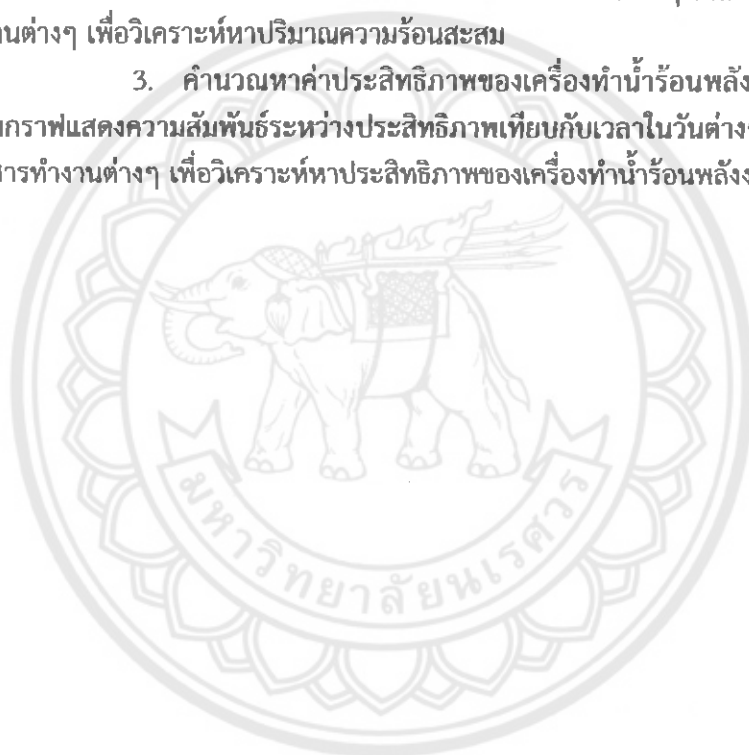 านต่างๆ เพื่อวิเคราะห์หาปริมาณความร้อนสะสม
3. คำนวณหาค่าประสิทธิภาพของเครื่องทำน้ำร้อนพลัง
กราฟแสดงความสัมพันธ์ระหว่างประสิทธิภาพเทียบกับเวลาในวันต่าง
สารทำงานต่างๆ เพื่อวิเคราะห์หาประสิทธิภาพของเครื่องทำน้ำร้อนพลังง
มหาวิทยาลัยนเรศวร